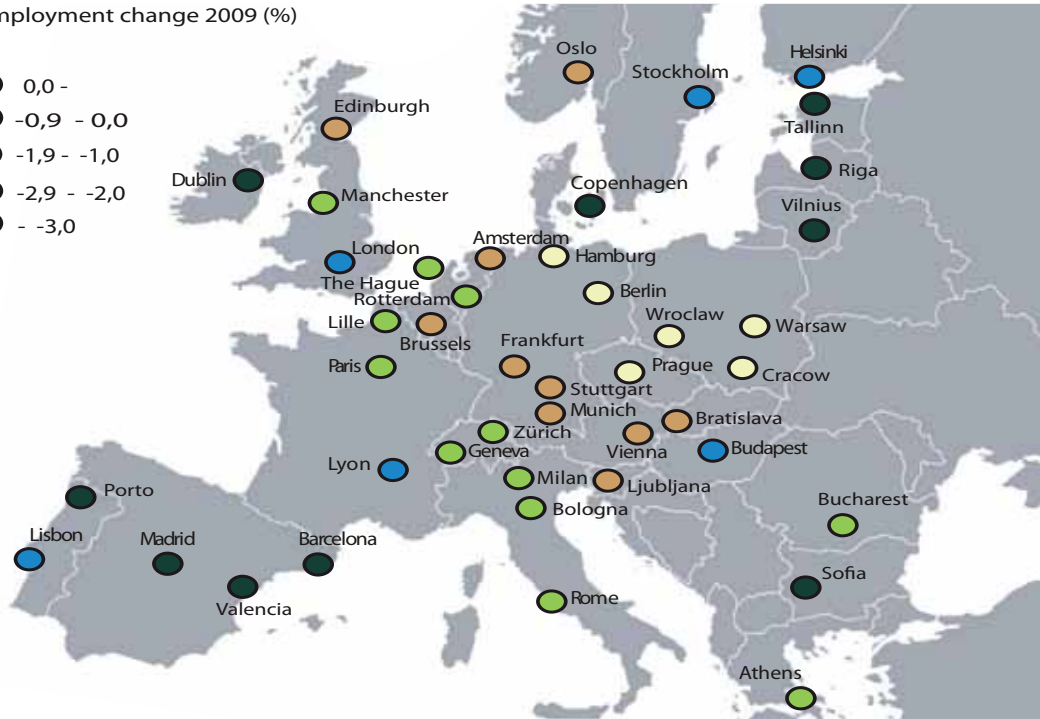 mployment change 2009 (%)
0,0 -
-0,9 - 0,0
-1,9 - -1,0
-2,9 - -2,0
- -3,0
Oslo
Helsinki
Stockholm
Edinburgh
Tallinn
Riga
Dublin
Copenhagen
Manchester
Vilnius
Amsterdam
London
Hamburg
The Hague
Berlin
Rotterdam
Wroclaw
Lille
Warsaw
Brussels
Frankfurt
Paris
Prague
Cracow
Stuttgart
Munich
Bratislava
Zürich
Geneva
Vienna
Budapest
Lyon
Milan
Ljubljana
Porto
Bologna
Bucharest
Lisbon
Madrid
Barcelona
Sofia
Valencia
Rome
Athens